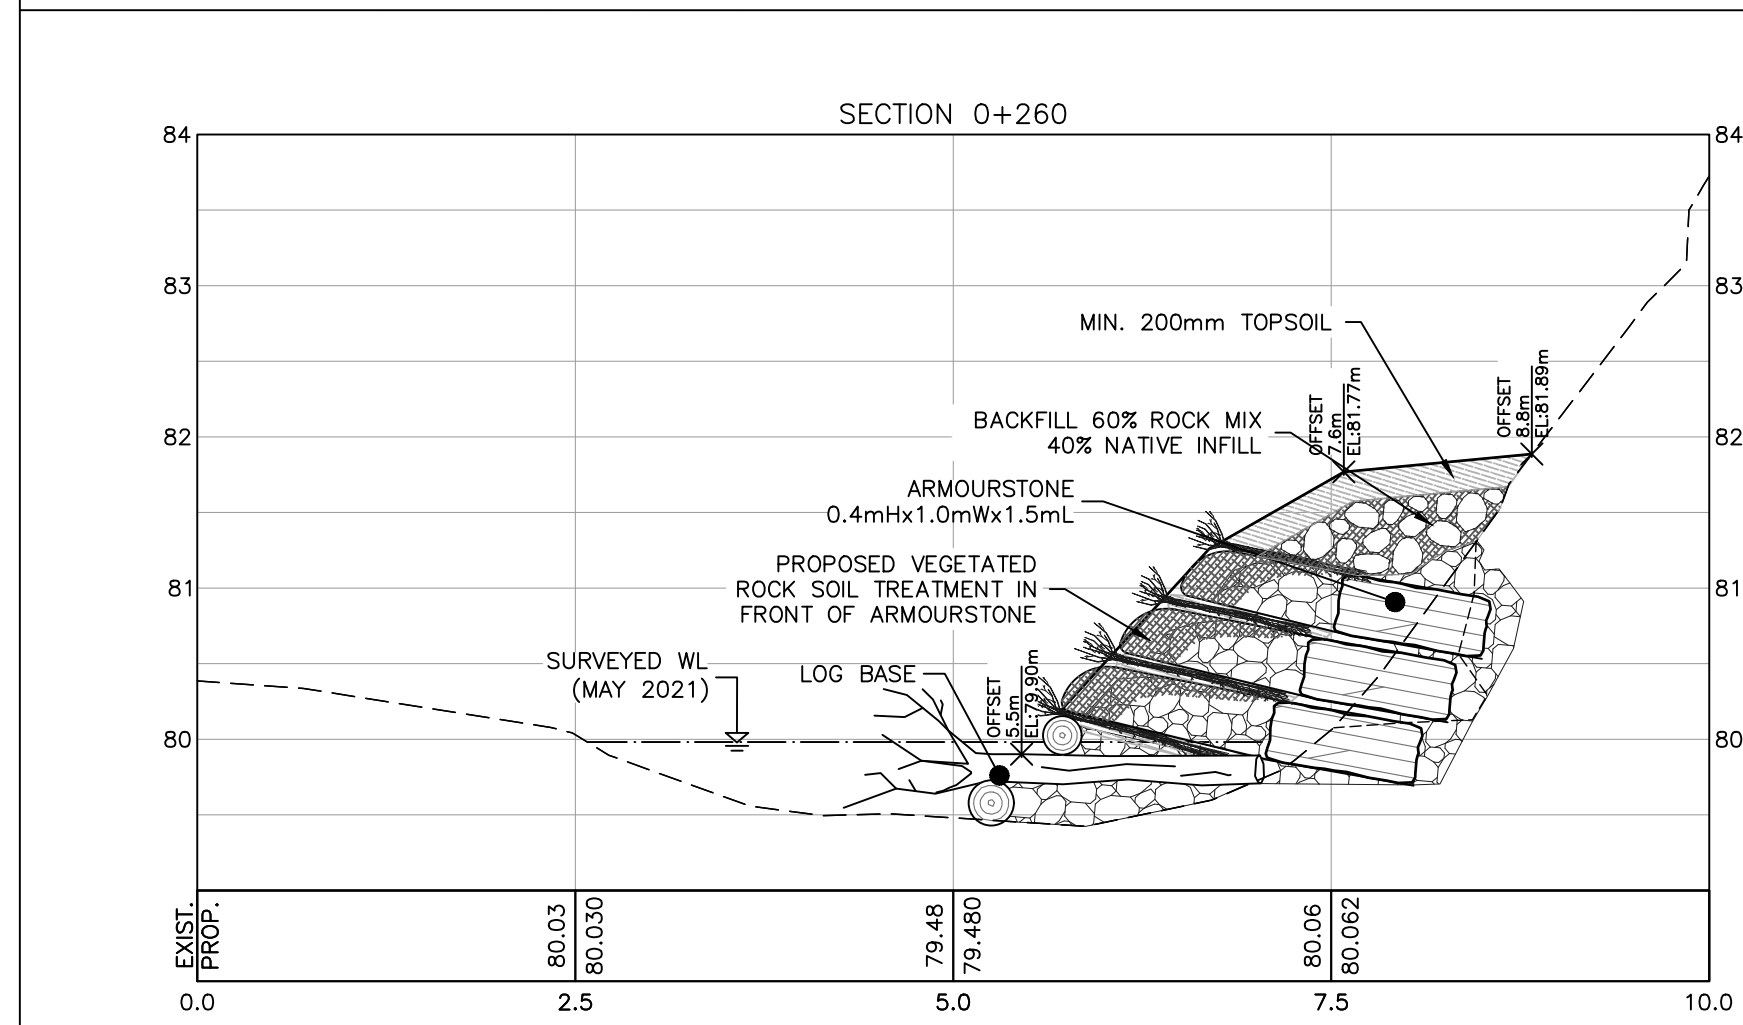 SECTION 0+260
84
84
83
83
MIN. 200mm TOPSOIL
OFFSET
7.6m
EL:81.77m
OFFSET
8.8m
EL:81.89m
82
82
BACKFILL 60% ROCK MIX
40% NATIVE INFILL
ARMOURSTONE
0.4mHx1.0mWx1.5mL
PROPOSED VEGETATED
ROCK SOIL TREATMENT IN
FRONT OF ARMOURSTONE
81
81
SURVEYED WL
(MAY 2021)
LOG BASE
OFFSET
5.5m
EL:79.90m
80
80
EXIST.
PROP.
80.03
80.030
79.48
79.480
80.06
80.062
0.0
2.5
5.0
7.5
10.0